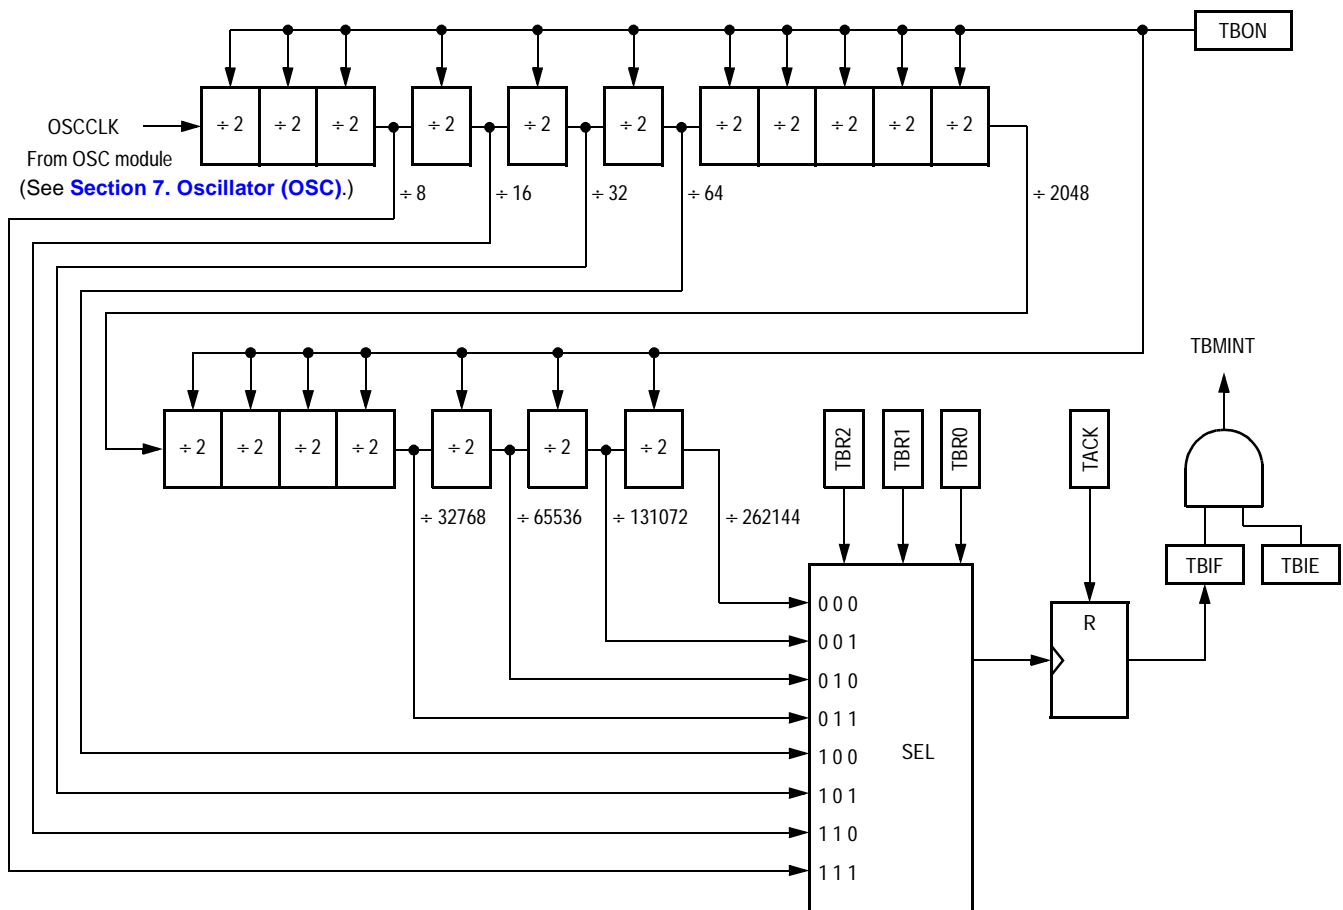 TBON
OSCCLK
÷ 2 ÷ 2 ÷ 2 ÷ 2 ÷ 2 ÷ 2 ÷ 2 ÷ 2 ÷ 2 ÷ 2 ÷ 2
From OSC module
(See Section 7. Oscillator (OSC).)
÷ 8 ÷ 16 ÷ 32 ÷ 64 ÷ 2048
TBMINT
÷ 2 ÷ 2 ÷ 2 ÷ 2 ÷ 2 ÷ 2 ÷ 2
TBR2
TBR1
TBR0
TACK
÷ 32768 ÷ 65536 ÷ 131072 ÷ 262144
TBIF TBIE
0 0 0
R
0 0 1
0 1 0
0 1 1
1 0 0
SEL
1 0 1
1 1 0
1 1 1